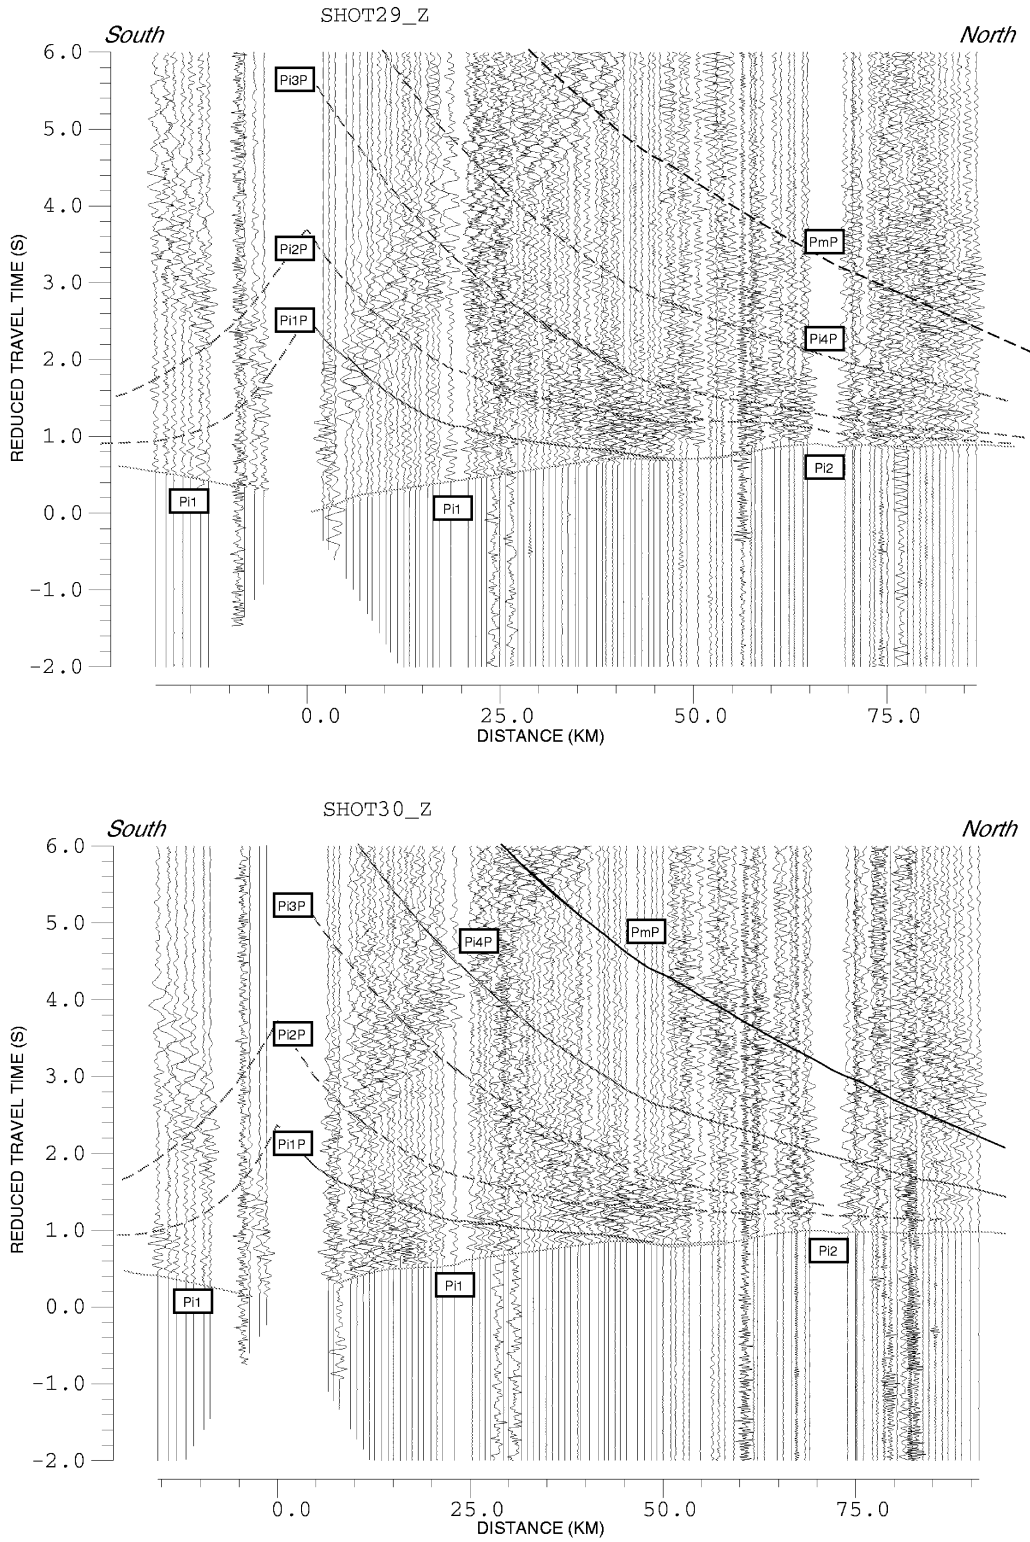 SHOT29_Z
South
North
6.0
Pi3P
5.0
4.0
Pi2P
PmP
3.0
Pi1P
Pi4P
2.0
1.0
Pi2
Pi1
Pi1
0.0
-1.0
-2.0
REDUCED TRAVEL TIME (S)
0.0
25.0
50.0
75.0
DISTANCE (KM)
SHOT30_Z
South
North
6.0
Pi3P
5.0
Pi4P
PmP
4.0
Pi2P
3.0
Pi1P
2.0
1.0
Pi2
Pi1
Pi1
0.0
-1.0
-2.0
REDUCED TRAVEL TIME (S)
0.0
25.0
50.0
75.0
DISTANCE (KM)